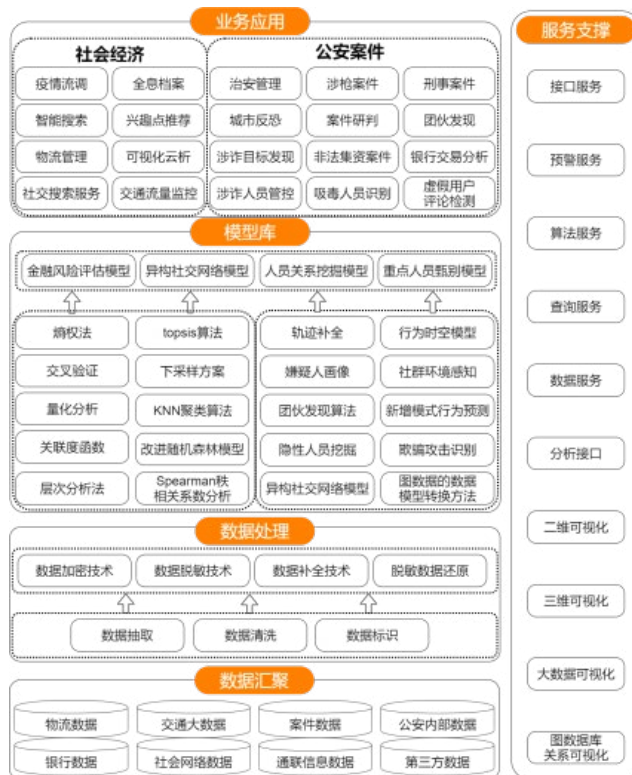 业务应用
社会经济
公安案件
疫情流调
全息档案
治安管理
涉枪案件
刑事案件
智能搜索
兴趣点推荐
城市反恐
案件研判
团伙发现
物流管理
可视化云析
涉诈目标发现
非法集资案件
银行交易分析
社交搜索服务
交通流量监控
涉诈人员管控
吸毒人员识别
虚假用户
评论检测
模型库
金融风险评估模型
异构社交网络模型
人员关系挖掘模型
重点人员甄别模型
熵权法
topsis算法
轨迹补全
行为时空模型
交叉验证
下采样方案
嫌疑人画像
社群环境感知
量化分析
KNN聚类算法
团伙发现算法
新增模式行为预测
关联度函数
改进随机森林模型
隐性人员挖掘
欺骗攻击识别
层次分析法
Spearman秩
相关系数分析
异构社交网络模型
图数据的数据
模型转换方法
数据处理
数据加密技术
数据脱敏技术
数据补全技术
脱敏数据还原
数据抽取
数据清洗
数据标识
数据汇聚
物流数据
交通大数据
案件数据
公安内部数据
银行数据
社会网络数据
通联信息数据
第三方数据
服务支撑
接口服务
预警服务
算法服务
查询服务
数据服务
分析接口
二维可视化
三维可视化
大数据可视化
图数据库
关系可视化